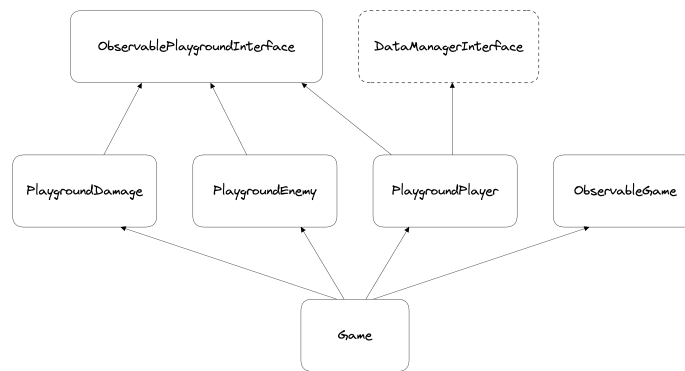 ObservablePlaygroundInterface
DataManagerInterface
PlaygroundDamage
PlaygroundEnemy
PlaygroundPlayer
ObservableGame
Game